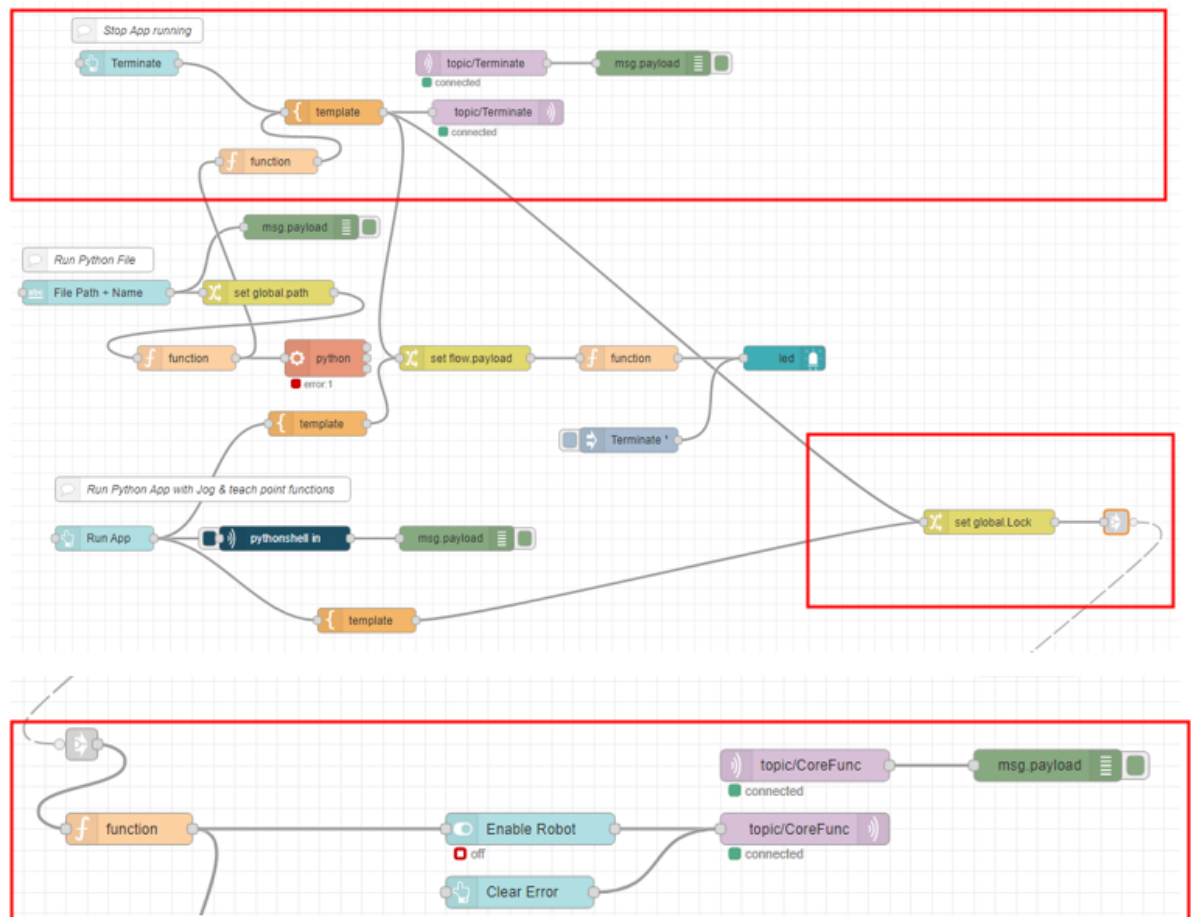 Stop App running
Terminate
topic/Terminate
msg.payload
connected
template
topic/Terminate
connected
function
msg.payload
Run Python File
abc
File Path + Name
set global.path
function
python
set flow.payload
function
led
error:1
template
Terminate *
Run Python App with Jog & teach point functions
Run App
pythonshell in
msg.payload
set global.Lock
template
topic/CoreFunc
msg.payload
connected
function
Enable Robot
topic/CoreFunc
off
connected
Clear Error